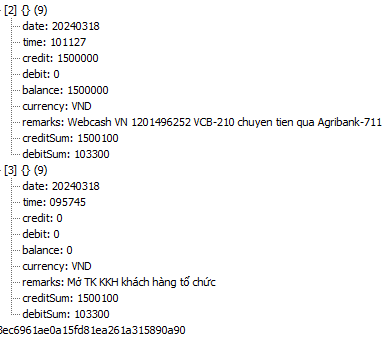 [2] {} (9)
date: 20240318
time: 101127
credit: 1500000
debit: 0
balance: 1500000
currency: VND
remarks: Webcash VN 1201496252 VCB-210 chuyen tien qua Agribank-711
creditSum: 1500100
debitSum: 103300
[3] {} (9)
date: 20240318
time: 095745
credit: 0
debit: 0
balance: 0
currency: VND
remarks: Mở TK KKH khách hàng tổ chức
creditSum: 1500100
debitSum: 103300
3ec6961ae0a15fd81ea261a315890a90